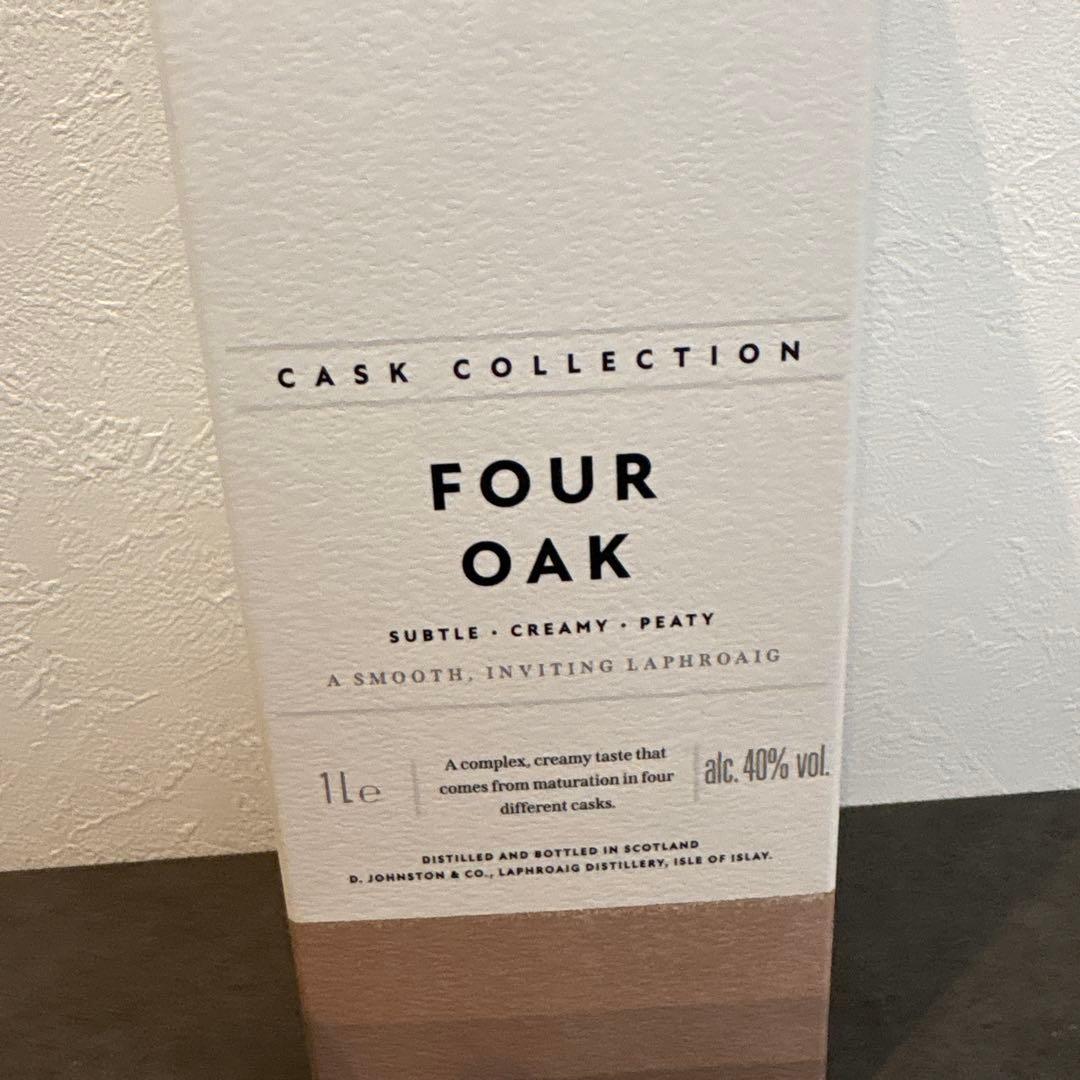 CASK COLLECTION
FOUR
OAK
SUBTLE · CREAMY · PEATY
A SMOOTH, INVITING LAPHROAIG
1L e
A complex, creamy taste that
comes from maturation in four
different casks.
alc. 40% vol.
DISTILLED AND BOTTLED IN SCOTLAND
D. JOHNSTON & CO., LAPHROAIG DISTILLERY, ISLE OF ISLAY.